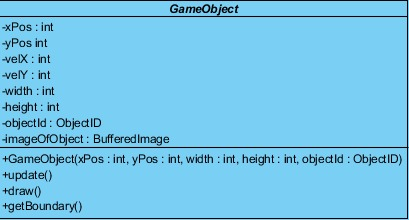 GameObject
-xPos : int
-yPos int
-velX : int
-velY : int
-width : int
-height : int
-objectId : ObjectID
-imageOfObject : BufferedImage
+GameObject(xPos : int, yPos : int, width : int, height : int, objectId : ObjectID)
+update()
+draw()
+getBoundary()